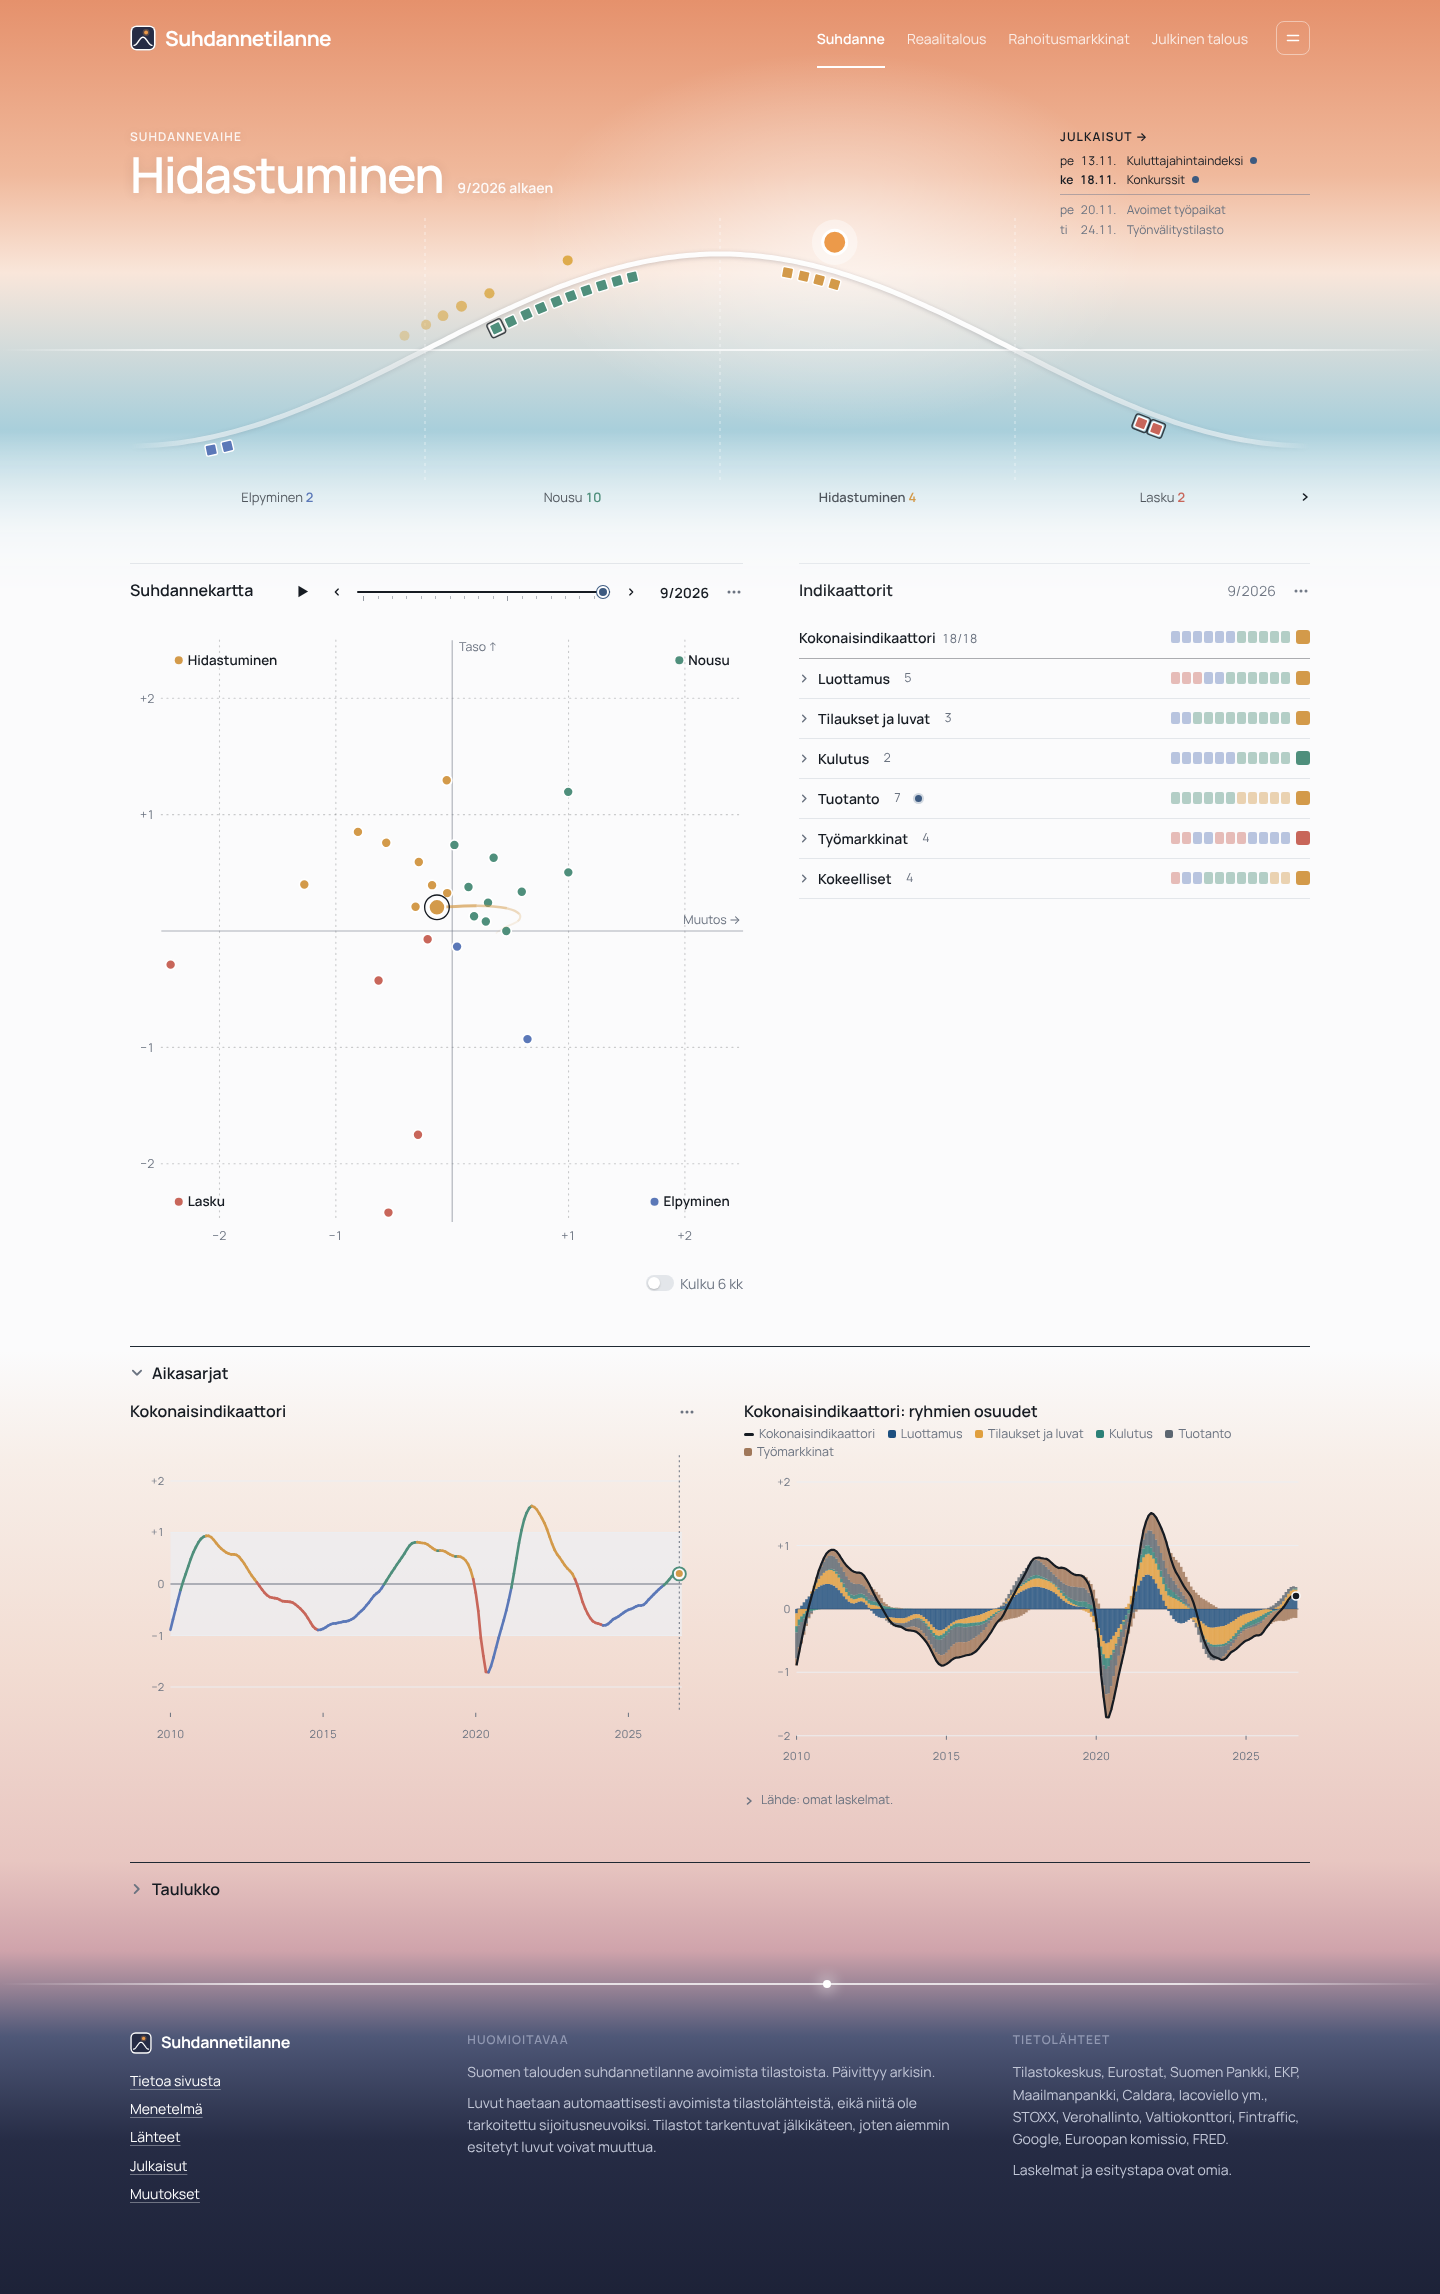 Suhdannetilanne
Suhdanne Reaalitalous Rahoitusmarkkinat Julkinen talous
SUHDANNEVAIHE
Hidastuminen 9/2026 alkaen
JULKAISUT →
pe 13.11. Kuluttajahintaindeksi
ke 18.11. Konkurssit
pe 20.11. Avoimet työpaikat
ti 24.11. Työnvälitystilasto
Elpyminen 2 Nousu 10 Hidastuminen 4 Lasku 2
Suhdannekartta 9/2026
Taso ↑
Hidastuminen Nousu
+2
+1
Muutos →
−1
−2
Lasku Elpyminen
−2 −1 +1 +2
Kulku 6 kk
Indikaattorit 9/2026
Kokonaisindikaattori 18/18
Luottamus 5
Tilaukset ja luvat 3
Kulutus 2
Tuotanto 7
Työmarkkinat 4
Kokeelliset 4
Aikasarjat
Kokonaisindikaattori
+2
+1
0
−1
−2
2010 2015 2020 2025
Kokonaisindikaattori: ryhmien osuudet
Kokonaisindikaattori Luottamus Tilaukset ja luvat Kulutus Tuotanto
Työmarkkinat
+2
+1
0
−1
−2
2010 2015 2020 2025
Lähde: omat laskelmat.
Taulukko
Suhdannetilanne
Tietoa sivusta
Menetelmä
Lähteet
Julkaisut
Muutokset
HUOMIOITAVAA
Suomen talouden suhdannetilanne avoimista tilastoista. Päivittyy arkisin.
Luvut haetaan automaattisesti avoimista tilastolähteistä, eikä niitä ole
tarkoitettu sijoitusneuvoiksi. Tilastot tarkentuvat jälkikäteen, joten aiemmin
esitetyt luvut voivat muuttua.
TIETOLÄHTEET
Tilastokeskus, Eurostat, Suomen Pankki, EKP,
Maailmanpankki, Caldara, Iacoviello ym.,
STOXX, Verohallinto, Valtiokonttori, Fintraffic,
Google, Euroopan komissio, FRED.
Laskelmat ja esitystapa ovat omia.